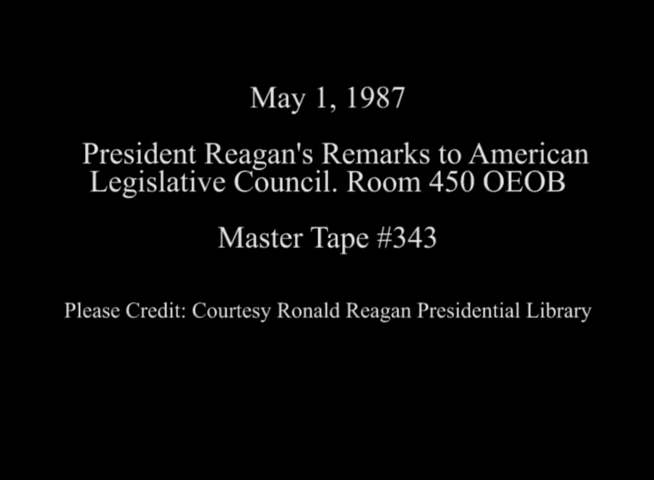 May 1, 1987
President Reagan's Remarks to American
Legislative Council. Room 450 OEOB
Master Tape #343
Please Credit: Courtesy Ronald Reagan Presidential Library